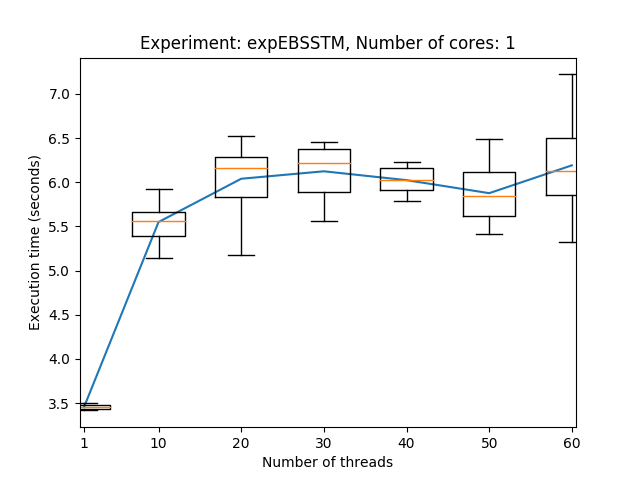 Experiment: expEBSSTM, Number of cores: 1
Execution time (seconds)
7.0
6.5
6.0
5.5
5.0
4.5
4.0
3.5
1 10 20 30 40 50 60
Number of threads